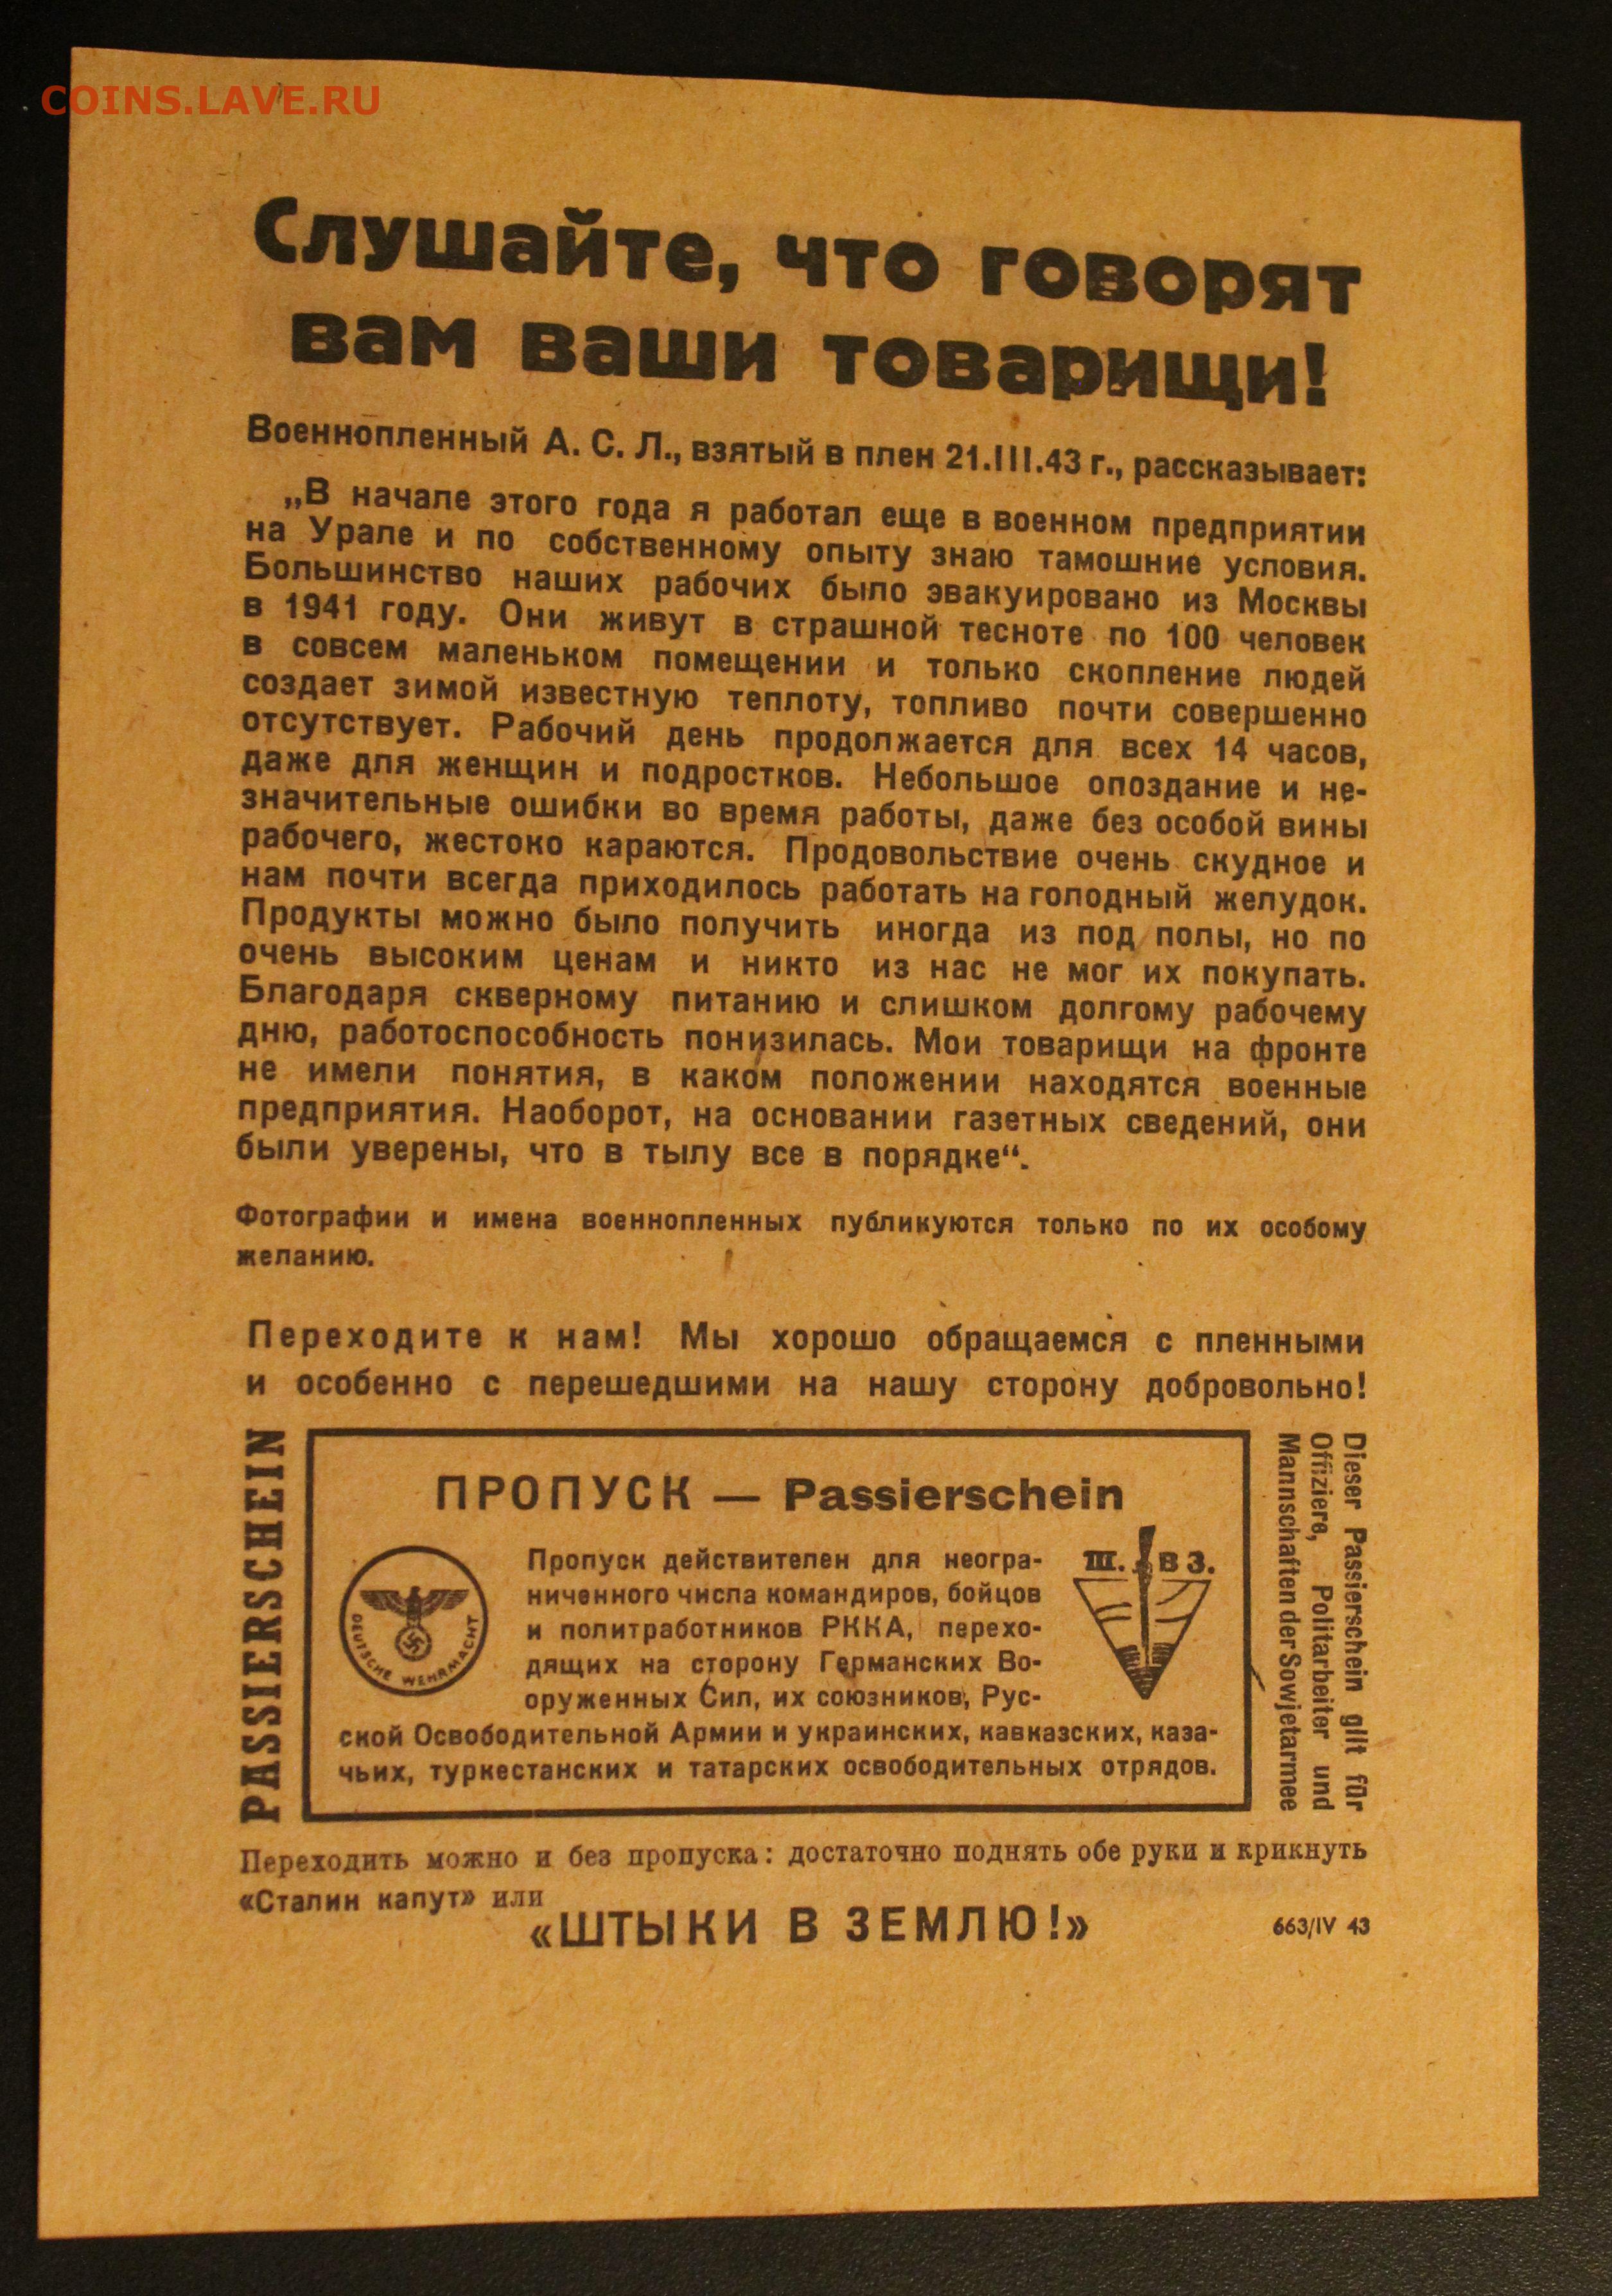 COINS.LAVE.RU
Слушайте, что говорят
вам ваши товарищи!
Военнопленный А. С. Л., взятый в плен 21.III.43 г., рассказывает:
„В начале этого года я работал еще в военном предприятии
на Урале и по собственному опыту знаю тамошние условия.
Большинство наших рабочих было эвакуировано из Москвы
в 1941 году. Они живут в страшной тесноте по 100 человек
в совсем маленьком помещении и только скопление людей
создает зимой известную теплоту, топливо почти совершенно
отсутствует. Рабочий день продолжается для всех 14 часов,
даже для женщин и подростков. Небольшое опоздание и не-
значительные ошибки во время работы, даже без особой вины
рабочего, жестоко караются. Продовольствие очень скудное и
нам почти всегда приходилось работать на голодный желудок.
Продукты можно было получить иногда из под полы, но по
очень высоким ценам и никто из нас не мог их покупать.
Благодаря скверному питанию и слишком долгому рабочему
дню, работоспособность понизилась. Мои товарищи на фронте
не имели понятия, в каком положении находятся военные
предприятия. Наоборот, на основании газетных сведений, они
были уверены, что в тылу все в порядке“.
Фотографии и имена военнопленных публикуются только по их особому
желанию.
Переходите к нам! Мы хорошо обращаемся с пленными
и особенно с перешедшими на нашу сторону добровольно!
PASSIERSCHEIN
ПРОПУСК — Passierschein
DEUTSCHE WEHRMACHT
Пропуск действителен для неогра-
ниченного числа командиров, бойцов
и политработников РККА, перехо-
дящих на сторону Германских Во-
оруженных Сил, их союзников, Рус-
ской Освободительной Армии и украинских, кавказских, каза-
чьих, туркестанских и татарских освободительных отрядов.
Ш. В З.
Dieser Passierschein gilt für
Offiziere, Politarbeiter und
Mannschaften der Sowjetarmee
Переходить можно и без пропуска: достаточно поднять обе руки и крикнуть
«Сталин капут» или
«ШТЫКИ В ЗЕМЛЮ!»
663/IV 43